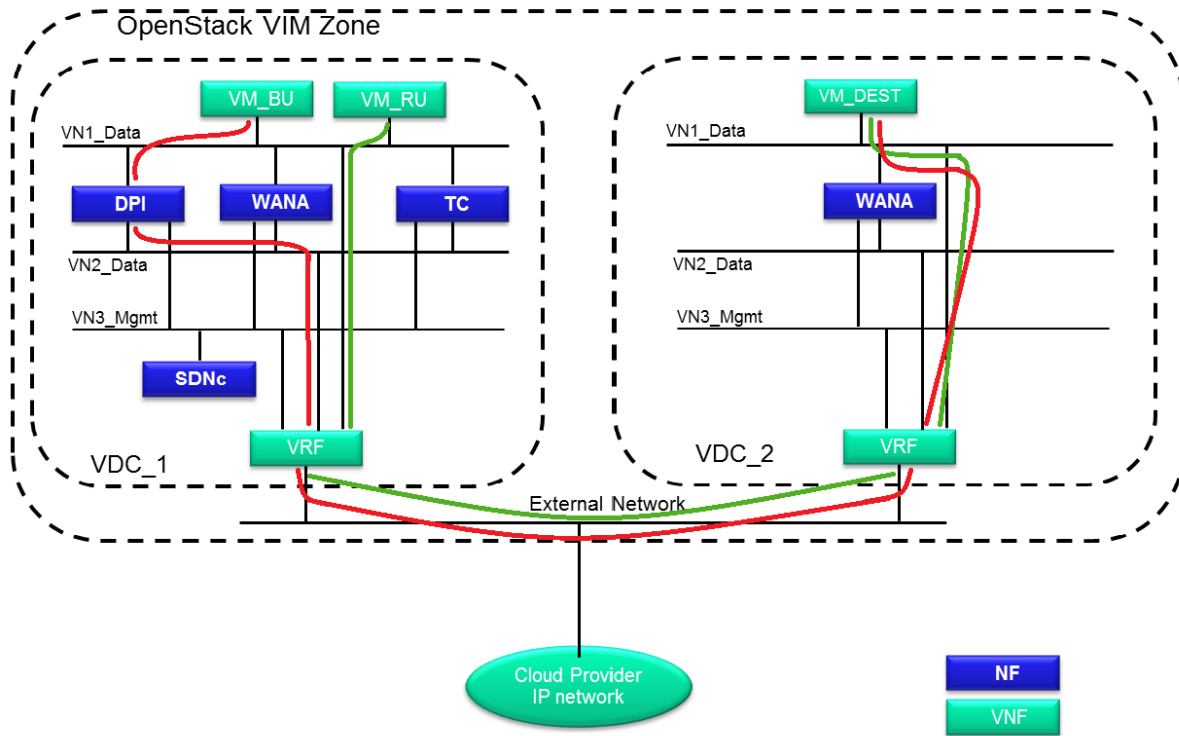 OpenStack VIM Zone
VM_BU
VM_RU
VN1_Data
DPI
WANA
TC
VN2_Data
VN3_Mgmt
SDNc
VRF
VDC_1
VM_DEST
VN1_Data
WANA
VN2_Data
VN3_Mgmt
VRF
VDC_2
External Network
Cloud Provider
IP network
NF
VNF